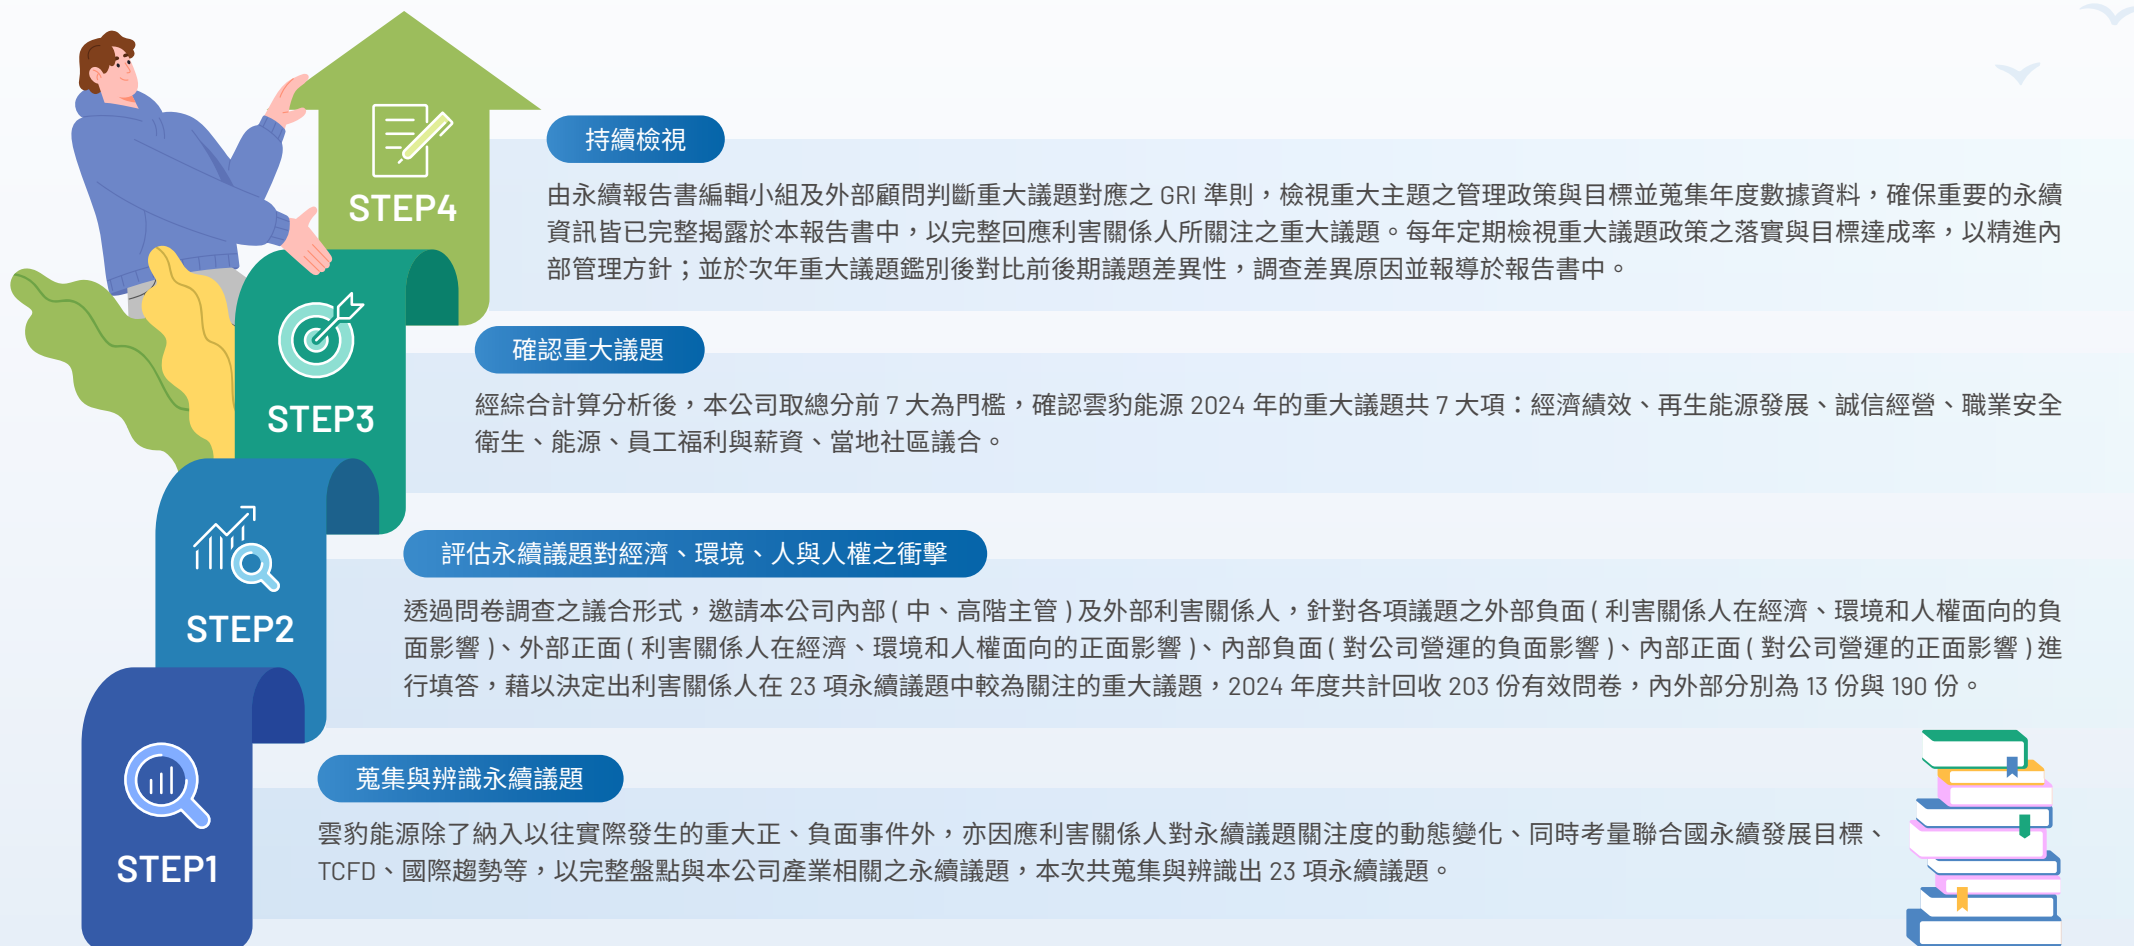 STEP4
持續檢視
由永續報告書編輯小組及外部顧問判斷重大議題對應之 GRI 準則，檢視重大主題之管理政策與目標並蒐集年度數據資料，確保重要的永續
資訊皆已完整揭露於本報告書中，以完整回應利害關係人所關注之重大議題。每年定期檢視重大議題政策之落實與目標達成率，以精進內
部管理方針；並於次年重大議題鑑別後對比前後期議題差異性，調查差異原因並報導於報告書中。
STEP3
確認重大議題
經綜合計算分析後，本公司取總分前 7 大為門檻，確認雲豹能源 2024 年的重大議題共 7 大項：經濟績效、再生能源發展、誠信經營、職業安全
衛生、能源、員工福利與薪資、當地社區議合。
STEP2
評估永續議題對經濟、環境、人與人權之衝擊
透過問卷調查之議合形式，邀請本公司內部 ( 中、高階主管 ) 及外部利害關係人，針對各項議題之外部負面 ( 利害關係人在經濟、環境和人權面向的負
面影響 )、外部正面 ( 利害關係人在經濟、環境和人權面向的正面影響 )、內部負面 ( 對公司營運的負面影響 )、內部正面 ( 對公司營運的正面影響 ) 進
行填答，藉以決定出利害關係人在 23 項永續議題中較為關注的重大議題，2024 年度共計回收 203 份有效問卷，內外部分別為 13 份與 190 份。
STEP1
蒐集與辨識永續議題
雲豹能源除了納入以往實際發生的重大正、負面事件外，亦因應利害關係人對永續議題關注度的動態變化、同時考量聯合國永續發展目標、
TCFD、國際趨勢等，以完整盤點與本公司產業相關之永續議題，本次共蒐集與辨識出 23 項永續議題。